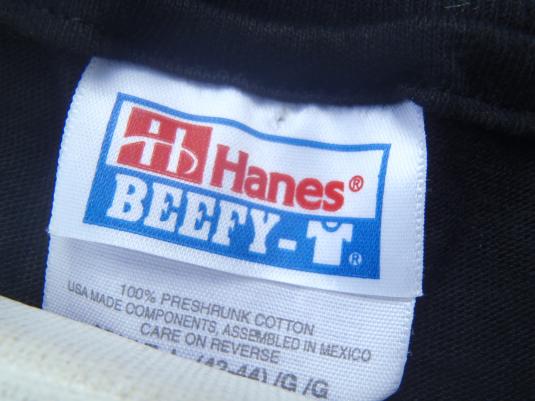 Hanes®
BEEFY-T®
100% PRESHRUNK COTTON
USA MADE COMPONENTS, ASSEMBLED IN MEXICO
CARE ON REVERSE
(42-44) /G /G